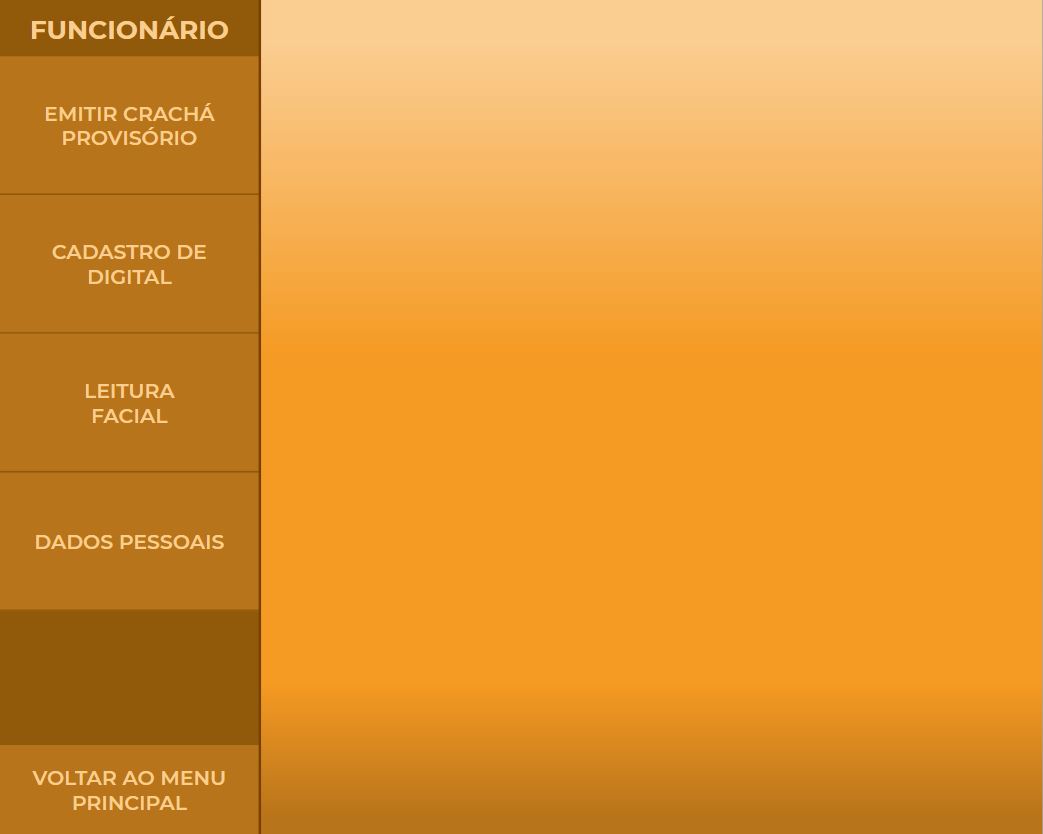 FUNCIONÁRIO
EMITIR CRACHÁ
PROVISÓRIO
CADASTRO DE
DIGITAL
LEITURA
FACIAL
DADOS PESSOAIS
VOLTAR AO MENU
PRINCIPAL